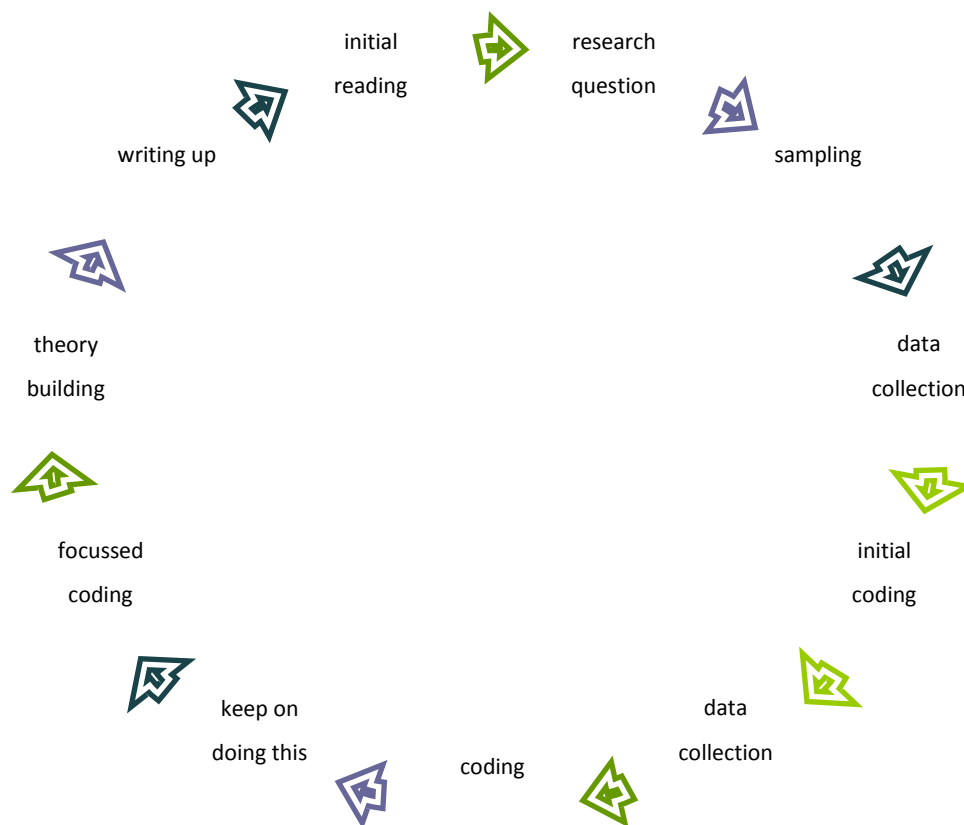 initial
reading
research
question
sampling
data
collection
initial
coding
data
collection
coding
keep on
doing this
focussed
coding
theory
building
writing up